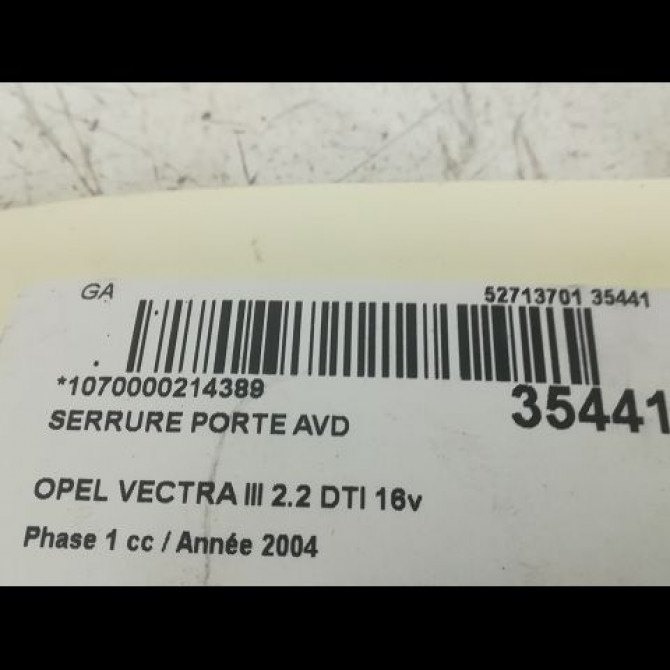 GA
52713701 35441
*1070000214389
35441
SERRURE PORTE AVD
OPEL VECTRA III 2.2 DTI 16v
Phase 1 cc / Année 2004